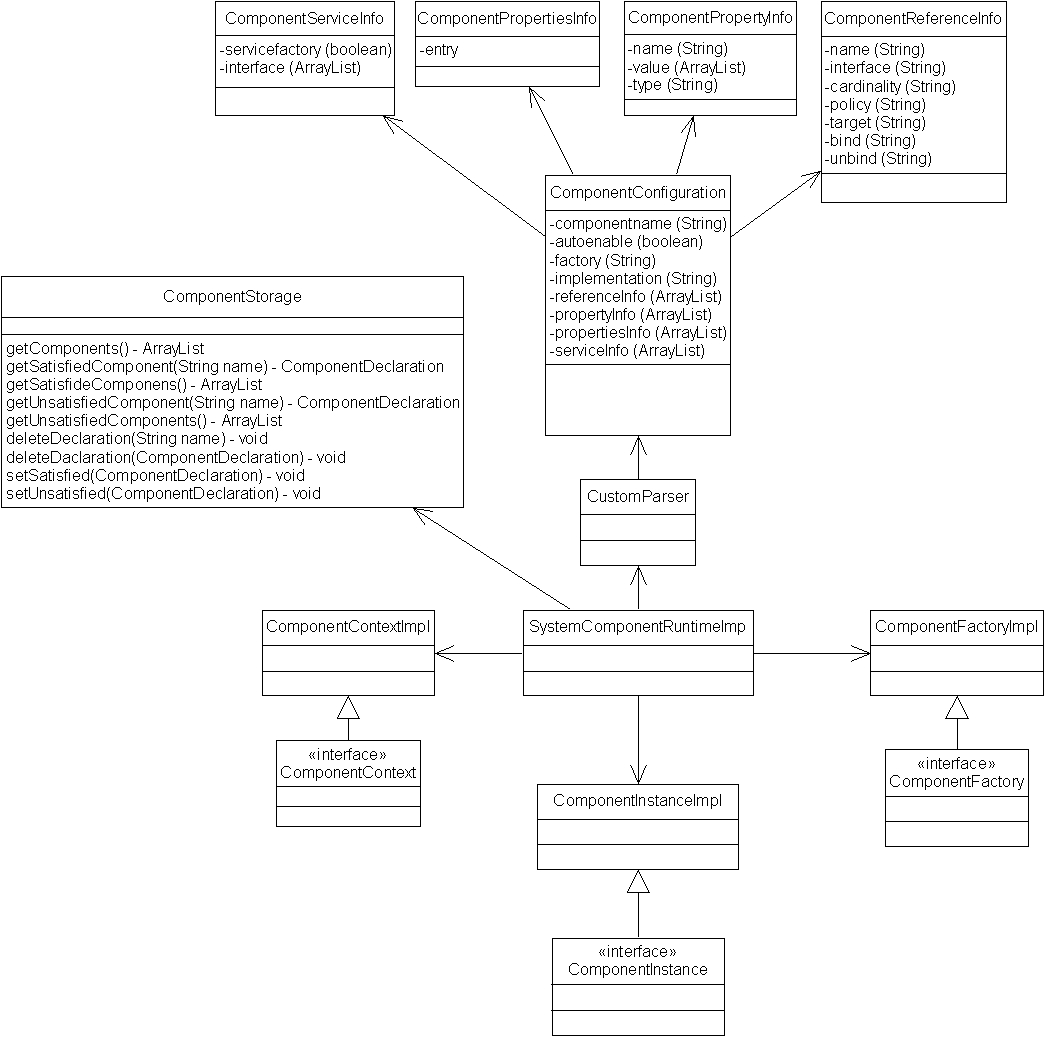 ComponentServiceInfo
-servicefactory (boolean)
-interface (ArrayList)
ComponentPropertiesInfo
-entry
ComponentPropertyInfo
-name (String)
-value (ArrayList)
-type (String)
ComponentReferenceInfo
-name (String)
-interface (String)
-cardinality (String)
-policy (String)
-target (String)
-bind (String)
-unbind (String)
ComponentConfiguration
-componentname (String)
-autoenable (boolean)
-factory (String)
-implementation (String)
-referenceInfo (ArrayList)
-propertyInfo (ArrayList)
-propertiesInfo (ArrayList)
-serviceInfo (ArrayList)
ComponentStorage
getComponents() - ArrayList
getSatisfiedComponent(String name) - ComponentDeclaration
getSatisfideComponens() - ArrayList
getUnsatisfiedComponent(String name) - ComponentDeclaration
getUnsatisfiedComponents() - ArrayList
deleteDeclaration(String name) - void
deleteDaclaration(ComponentDeclaration) - void
setSatisfied(ComponentDeclaration) - void
setUnsatisfied(ComponentDeclaration) - void
CustomParser
ComponentContextImpl
SystemComponentRuntimeImp
ComponentFactoryImpl
«interface»
ComponentContext
«interface»
ComponentFactory
ComponentInstanceImpl
«interface»
ComponentInstance